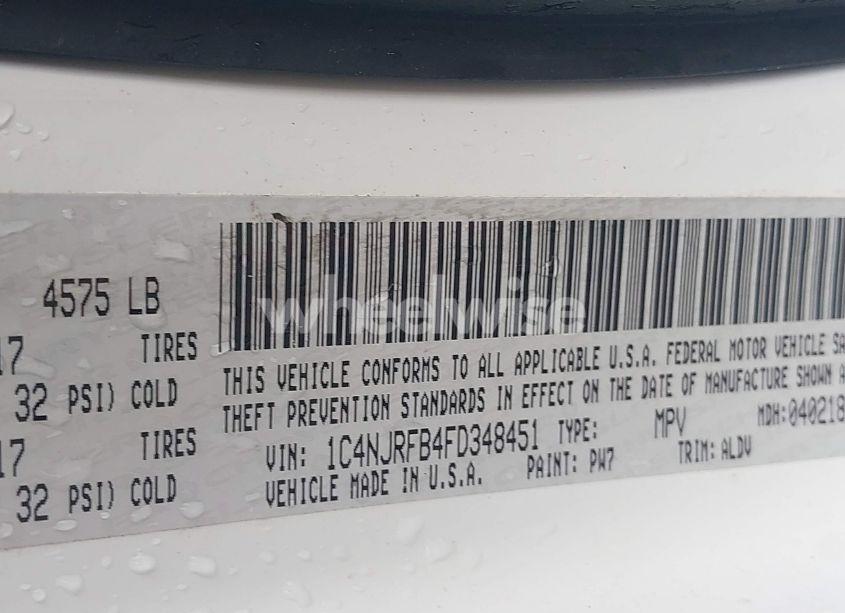 4575 LB
17 TIRES
32 PSI) COLD
17 TIRES
32 PSI) COLD
wheelwise
THIS VEHICLE CONFORMS TO ALL APPLICABLE U.S.A. FEDERAL MOTOR VEHICLE SA
THEFT PREVENTION STANDARDS IN EFFECT ON THE DATE OF MANUFACTURE SHOWN A
VIN: 1C4NJRFB4FD348451 TYPE: MPV MDH:040218
VEHICLE MADE IN U.S.A. PAINT: PW7 TRIM: ALDV